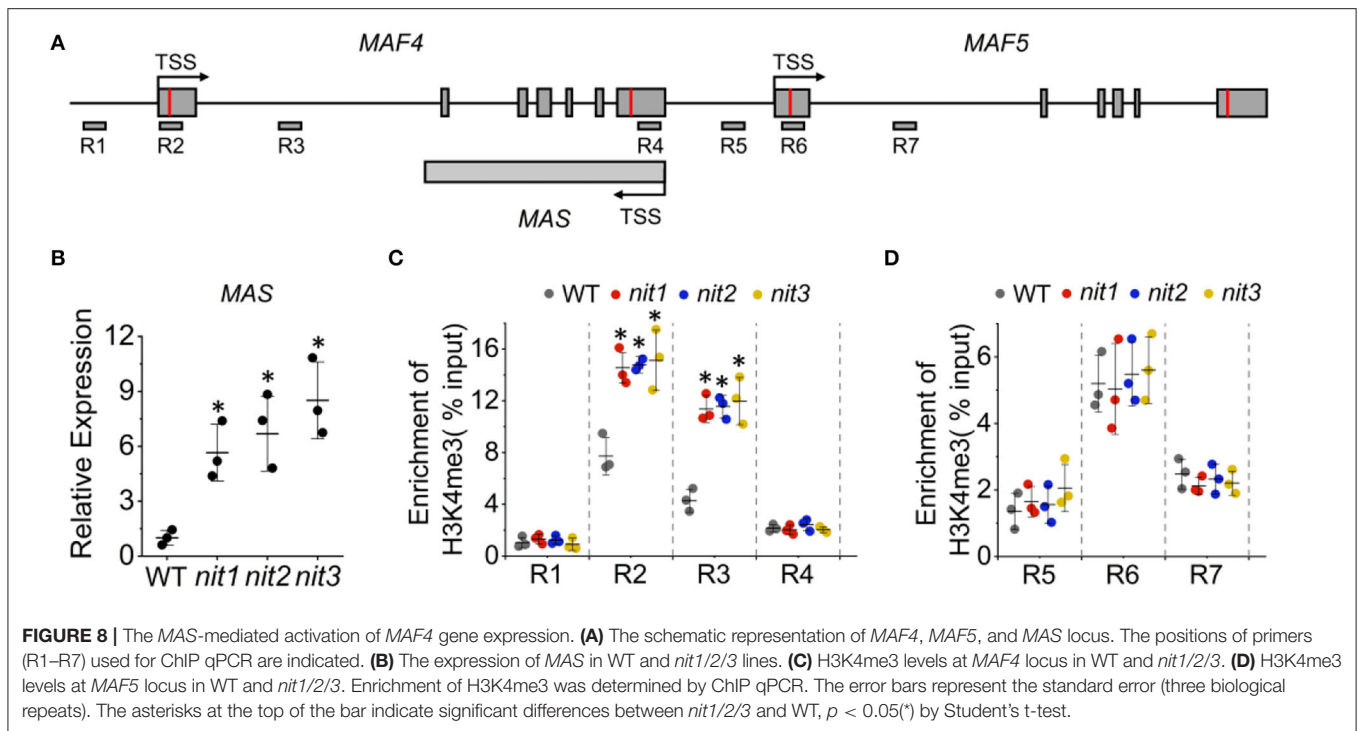 A
MAF4
MAF5
TSS
TSS
R1
R2
R3
R4
R5
R6
R7
MAS
TSS
B
MAS
Relative Expression
12
9
6
3
0
*
*
*
WT nit1 nit2 nit3
C
WT nit1 nit2 nit3
Enrichment of
H3K4me3( % input)
16
12
8
4
0
* * *
* * *
R1 R2 R3 R4
D
WT nit1 nit2 nit3
Enrichment of
H3K4me3( % input)
6
4
2
0
R5 R6 R7
FIGURE 8 | The MAS-mediated activation of MAF4 gene expression. (A) The schematic representation of MAF4, MAF5, and MAS locus. The positions of primers
(R1–R7) used for ChIP qPCR are indicated. (B) The expression of MAS in WT and nit1/2/3 lines. (C) H3K4me3 levels at MAF4 locus in WT and nit1/2/3. (D) H3K4me3
levels at MAF5 locus in WT and nit1/2/3. Enrichment of H3K4me3 was determined by ChIP qPCR. The error bars represent the standard error (three biological
repeats). The asterisks at the top of the bar indicate significant differences between nit1/2/3 and WT, p < 0.05(*) by Student's t-test.